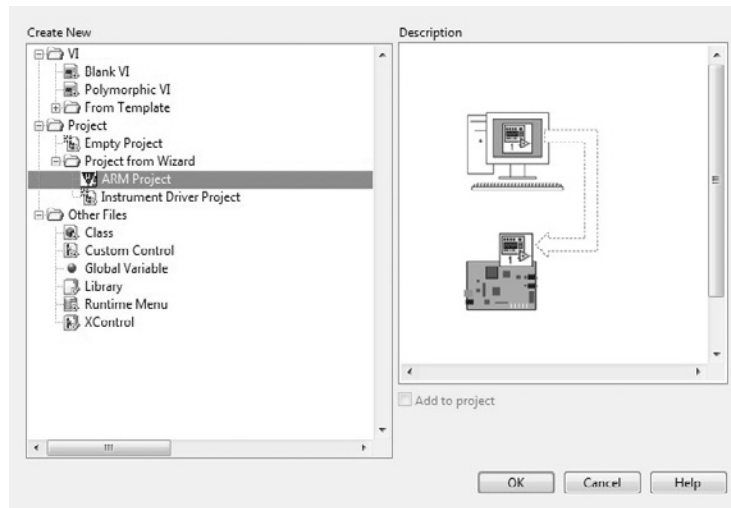 Create New
VI
Blank VI
Polymorphic VI
From Template
Project
Empty Project
Project from Wizard
ARM Project
Instrument Driver Project
Other Files
Class
Custom Control
Global Variable
Library
Runtime Menu
XControl
Description
1
1
Add to project
OK Cancel Help